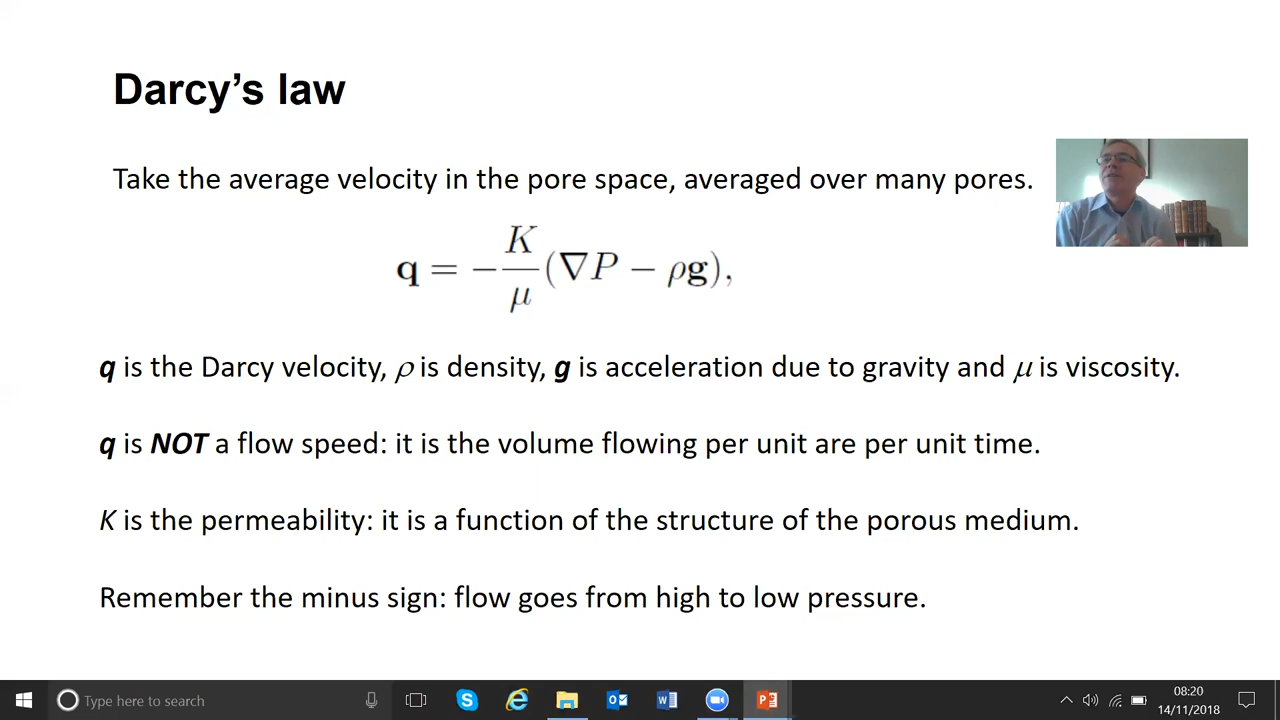 Darcy’s law
Take the average velocity in the pore space, averaged over many pores.
q = −K/μ (∇P − ρg),
q is the Darcy velocity, ρ is density, g is acceleration due to gravity and μ is viscosity.
q is NOT a flow speed: it is the volume flowing per unit are per unit time.
K is the permeability: it is a function of the structure of the porous medium.
Remember the minus sign: flow goes from high to low pressure.
Type here to search
08:20
14/11/2018